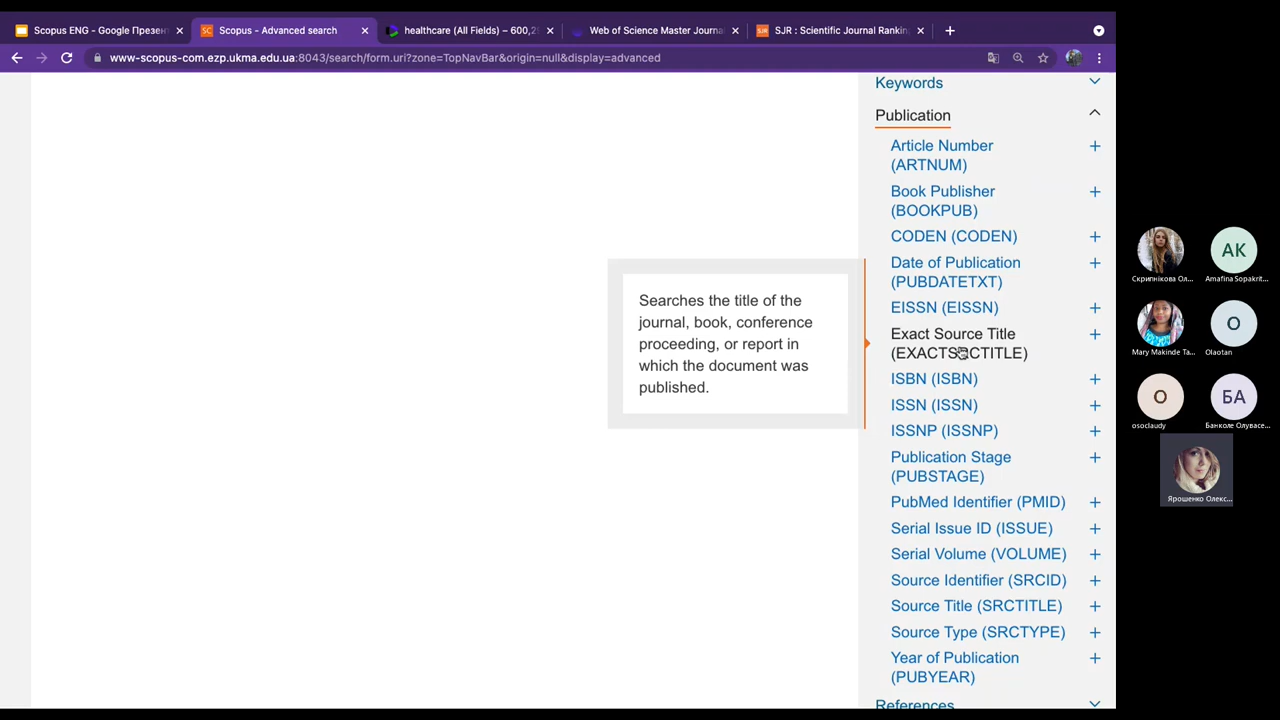 Scopus ENG - Google Презент
Scopus - Advanced search
healthcare (All Fields) – 600,2
Web of Science Master Journa
SJR : Scientific Journal Rankin
www-scopus-com.ezp.ukma.edu.ua:8043/search/form.uri?zone=TopNavBar&origin=null&display=advanced
Keywords
Publication
Article Number
(ARTNUM)
Book Publisher
(BOOKPUB)
CODEN (CODEN)
Date of Publication
(PUBDATETXT)
EISSN (EISSN)
Exact Source Title
(EXACTSRCTITLE)
ISBN (ISBN)
ISSN (ISSN)
ISSNP (ISSNP)
Publication Stage
(PUBSTAGE)
PubMed Identifier (PMID)
Serial Issue ID (ISSUE)
Serial Volume (VOLUME)
Source Identifier (SRCID)
Source Title (SRCTITLE)
Source Type (SRCTYPE)
Year of Publication
(PUBYEAR)
References
Searches the title of the
journal, book, conference
proceeding, or report in
which the document was
published.
Скрипнікова Ол...
АК
Amafina Sopakrit...
Mary Makinde Ta...
O
Olaotan
O
osoclaudy
БА
Банколе Олувасе...
Ярошенко Олекс...